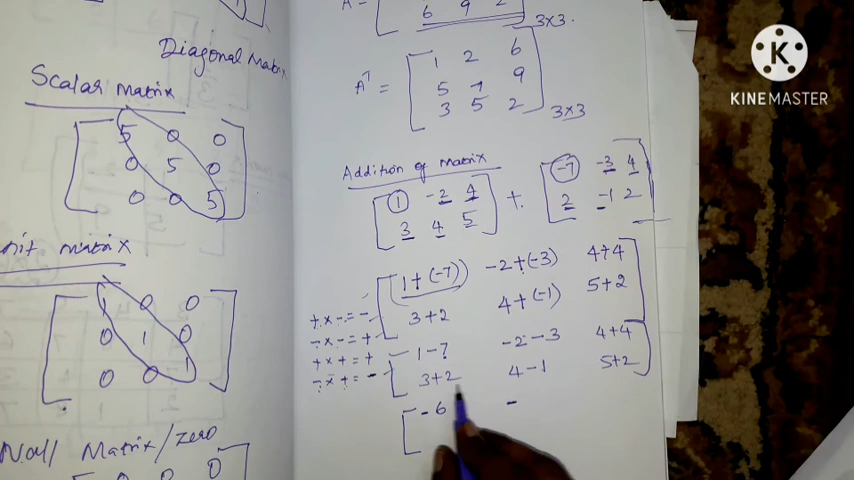 Diagonal Matrix
Scalar Matrix
5 0 0
0 5 0
0 0 5
Unit matrix
1 0 0
0 1 0
0 0 1
Null Matrix/zero
0 0
A =
6 9 2
3×3.
1 2 6
A^T = 5 7 9
3 5 2
3×3
Addition of matrix
1 -2 4 + -7 -3 4
3 4 5 2 -1 2
1+(-7) -2+(-3) 4+4
3+2 4+(-1) 5+2
+ x - = -
- x - = +
+ x + = +
- x + = -
1-7 -2-3 4+4
3+2 4-1 5+2
-6 -
KINEMASTER